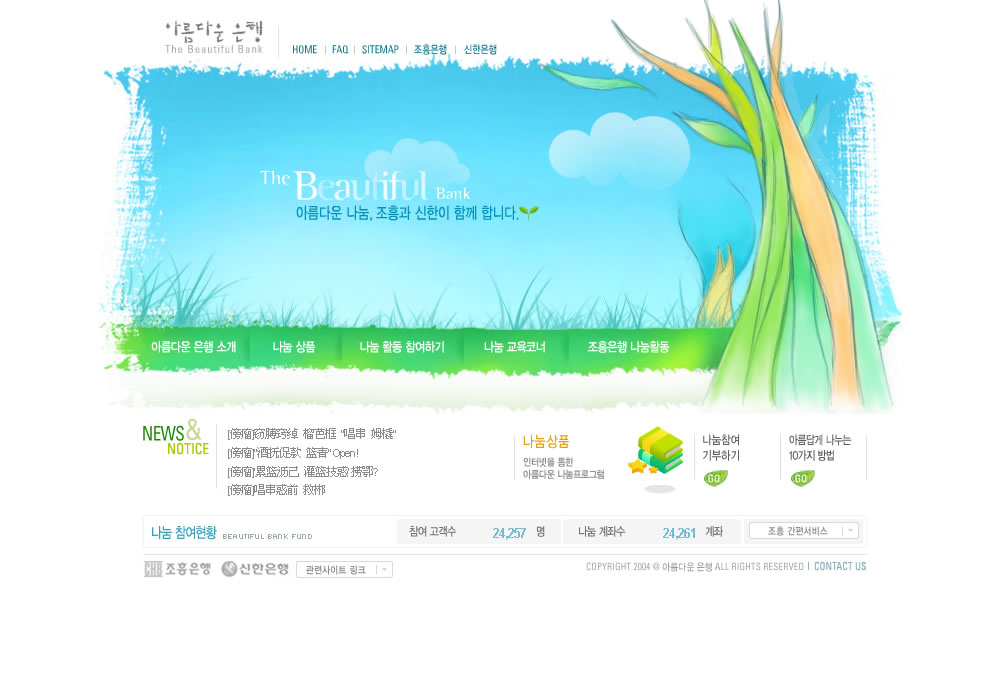 아름다운 은행
The Beautiful Bank
HOME | FAQ | SITEMAP | 조흥은행 | 신한은행
The Beautiful Bank
아름다운 나눔, 조흥과 신한이 함께 합니다.
아름다운 은행 소개 나눔 상품 나눔 활동 참여하기 나눔 교육코너 조흥은행 나눔활동
NEWS & NOTICE
"Open!
나눔상품
인터넷을 통한
아름다운 나눔프로그램
나눔참여
기부하기
GO
아름답게 나누는
10가지 방법
GO
나눔 참여현황 BEAUTIFUL BANK FUND 참여 고객수 24,257 명 나눔 계좌수 24,261 계좌 조흥 간편서비스
CHB 조흥은행 신한은행 관련사이트 링크
COPYRIGHT 2004 @ 아름다운 은행 ALL RIGHTS RESERVED | CONTACT US